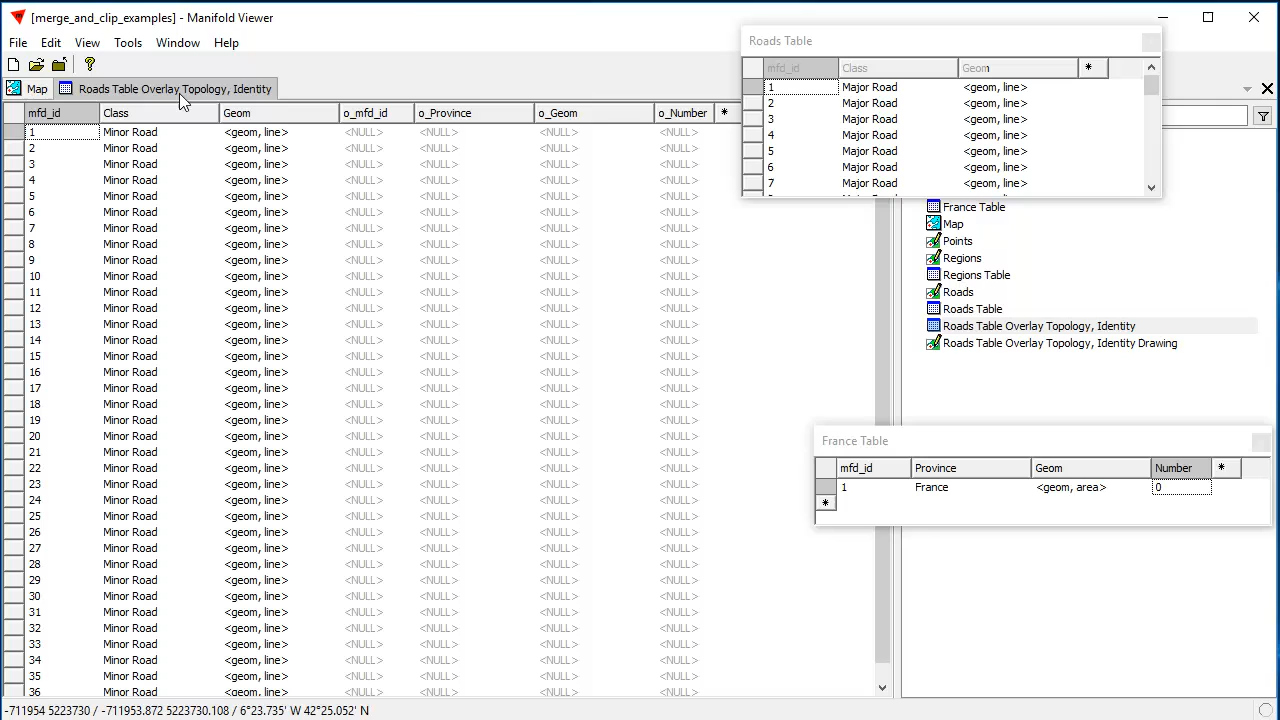 [merge_and_clip_examples] - Manifold Viewer
File Edit View Tools Window Help
Map Roads Table Overlay Topology, Identity
mfd_id Class Geom o_mfd_id o_Province o_Geom o_Number *
1 Minor Road <geom, line> <NULL> <NULL> <NULL> <NULL>
2 Minor Road <geom, line> <NULL> <NULL> <NULL> <NULL>
3 Minor Road <geom, line> <NULL> <NULL> <NULL> <NULL>
4 Minor Road <geom, line> <NULL> <NULL> <NULL> <NULL>
5 Minor Road <geom, line> <NULL> <NULL> <NULL> <NULL>
6 Minor Road <geom, line> <NULL> <NULL> <NULL> <NULL>
7 Minor Road <geom, line> <NULL> <NULL> <NULL> <NULL>
8 Minor Road <geom, line> <NULL> <NULL> <NULL> <NULL>
9 Minor Road <geom, line> <NULL> <NULL> <NULL> <NULL>
10 Minor Road <geom, line> <NULL> <NULL> <NULL> <NULL>
11 Minor Road <geom, line> <NULL> <NULL> <NULL> <NULL>
12 Minor Road <geom, line> <NULL> <NULL> <NULL> <NULL>
13 Minor Road <geom, line> <NULL> <NULL> <NULL> <NULL>
14 Minor Road <geom, line> <NULL> <NULL> <NULL> <NULL>
15 Minor Road <geom, line> <NULL> <NULL> <NULL> <NULL>
16 Minor Road <geom, line> <NULL> <NULL> <NULL> <NULL>
17 Minor Road <geom, line> <NULL> <NULL> <NULL> <NULL>
18 Minor Road <geom, line> <NULL> <NULL> <NULL> <NULL>
19 Minor Road <geom, line> <NULL> <NULL> <NULL> <NULL>
20 Minor Road <geom, line> <NULL> <NULL> <NULL> <NULL>
21 Minor Road <geom, line> <NULL> <NULL> <NULL> <NULL>
22 Minor Road <geom, line> <NULL> <NULL> <NULL> <NULL>
23 Minor Road <geom, line> <NULL> <NULL> <NULL> <NULL>
24 Minor Road <geom, line> <NULL> <NULL> <NULL> <NULL>
25 Minor Road <geom, line> <NULL> <NULL> <NULL> <NULL>
26 Minor Road <geom, line> <NULL> <NULL> <NULL> <NULL>
27 Minor Road <geom, line> <NULL> <NULL> <NULL> <NULL>
28 Minor Road <geom, line> <NULL> <NULL> <NULL> <NULL>
29 Minor Road <geom, line> <NULL> <NULL> <NULL> <NULL>
30 Minor Road <geom, line> <NULL> <NULL> <NULL> <NULL>
31 Minor Road <geom, line> <NULL> <NULL> <NULL> <NULL>
32 Minor Road <geom, line> <NULL> <NULL> <NULL> <NULL>
33 Minor Road <geom, line> <NULL> <NULL> <NULL> <NULL>
34 Minor Road <geom, line> <NULL> <NULL> <NULL> <NULL>
35 Minor Road <geom, line> <NULL> <NULL> <NULL> <NULL>
36 Minor Road <geom, line> <NULL> <NULL> <NULL> <NULL>
Roads Table
mfd_id Class Geom *
1 Major Road <geom, line>
2 Major Road <geom, line>
3 Major Road <geom, line>
4 Major Road <geom, line>
5 Major Road <geom, line>
6 Major Road <geom, line>
7 Major Road <geom, line>
France Table
Map
Points
Regions
Regions Table
Roads
Roads Table
Roads Table Overlay Topology, Identity
Roads Table Overlay Topology, Identity Drawing
France Table
mfd_id Province Geom Number *
1 France <geom, area> 0
*
-711954 5223730 / -711953.872 5223730.108 / 6°23.735' W 42°25.052' N